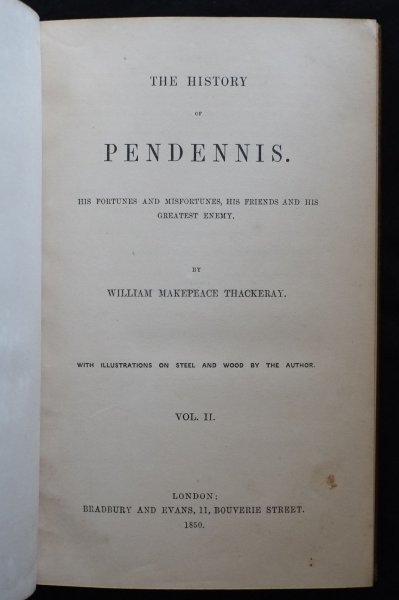 THE HISTORY
OF
PENDENNIS.
HIS FORTUNES AND MISFORTUNES, HIS FRIENDS AND HIS
GREATEST ENEMY.
BY
WILLIAM MAKEPEACE THACKERAY.
WITH ILLUSTRATIONS ON STEEL AND WOOD BY THE AUTHOR.
VOL. II.
LONDON:
BRADBURY AND EVANS, 11, BOUVERIE STREET.
1850.